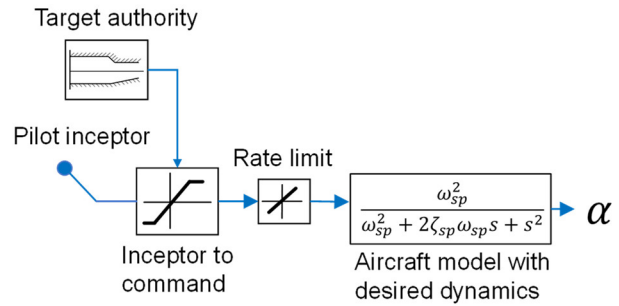 Target authority
Pilot inceptor
Rate limit
ω²sp
ω²sp + 2ζspωsps + s²
α
Inceptor to
command
Aircraft model with
desired dynamics